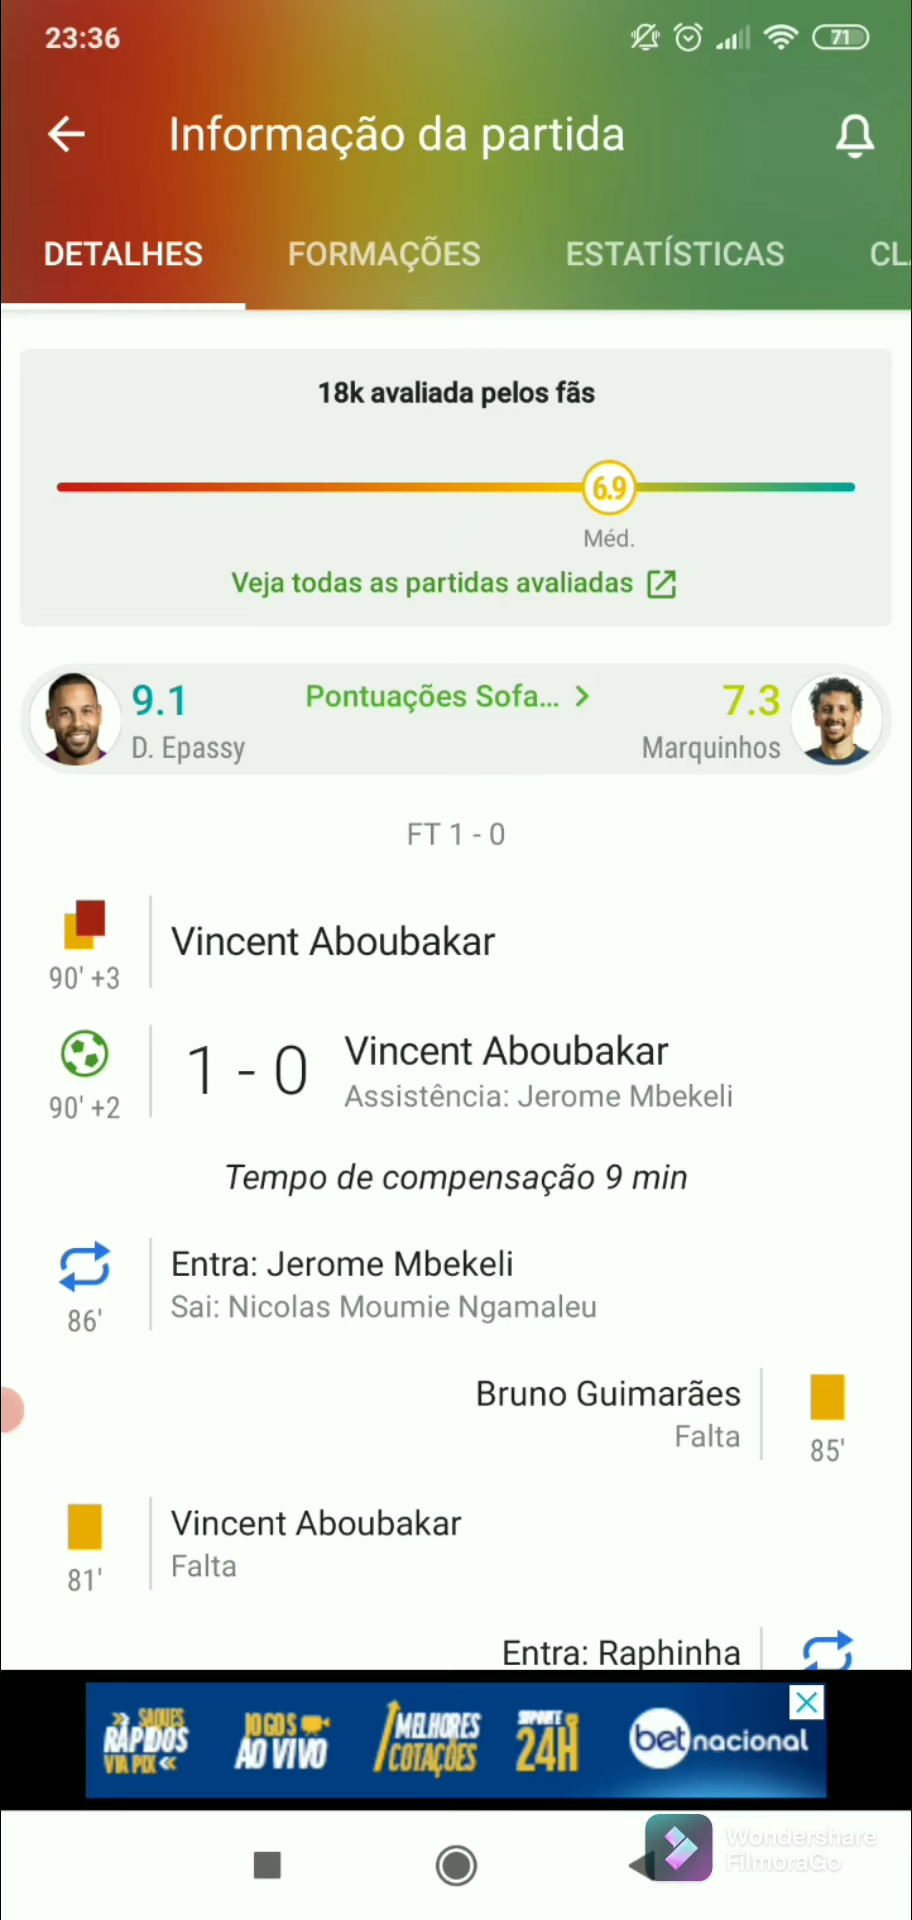 23:36
71
Informação da partida
DETALHES FORMAÇÕES ESTATÍSTICAS CL
18k avaliada pelos fãs
6.9
Méd.
Veja todas as partidas avaliadas
9.1 Pontuações Sofa... 7.3
D. Epassy Marquinhos
FT 1 - 0
Vincent Aboubakar
90' +3
1 - 0 Vincent Aboubakar
Assistência: Jerome Mbekeli
90' +2
Tempo de compensação 9 min
Entra: Jerome Mbekeli
Sai: Nicolas Moumie Ngamaleu
86'
Bruno Guimarães
Falta
85'
Vincent Aboubakar
Falta
81'
Entra: Raphinha
SAQUES RÁPIDOS VIA PIX
JOGOS AO VIVO
MELHORES COTAÇÕES
SUPORTE 24H
betnacional
Wondershare
FilmoraGo